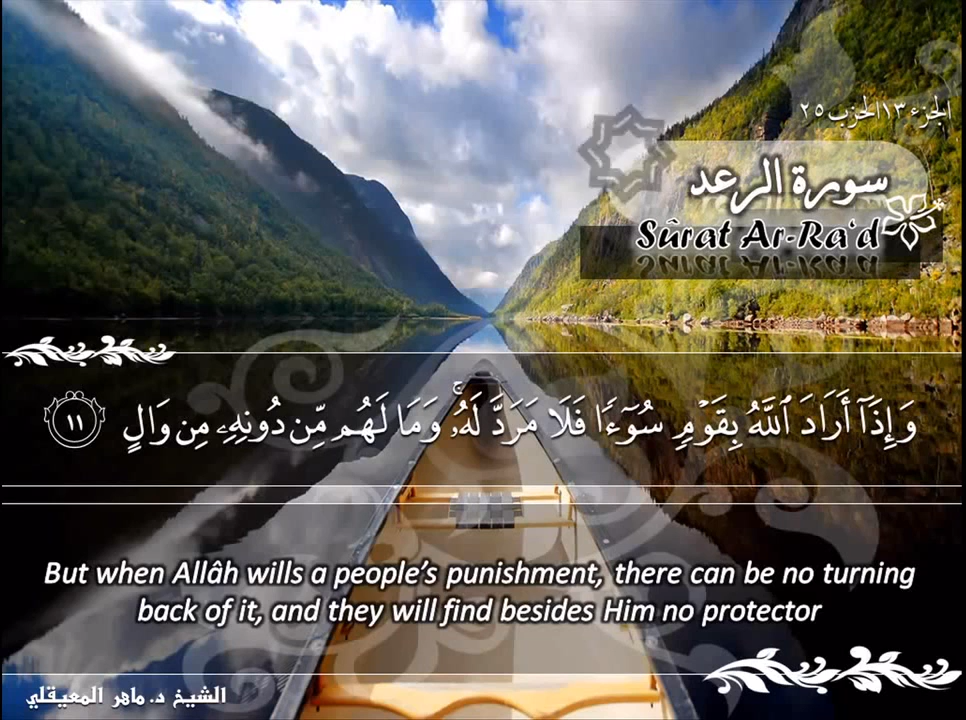 الجزء ١٣ الحزب ٢٥
سورة الرعد
Sûrat Ar-Ra‘d
وَإِذَآ أَرَادَ ٱللَّهُ بِقَوْمٍ سُوٓءًا فَلَا مَرَدَّ لَهُۥ ۚ وَمَا لَهُم مِّن دُونِهِۦ مِن وَالٍ ١١
But when Allâh wills a people’s punishment, there can be no turning
back of it, and they will find besides Him no protector
الشيخ د. ماهر المعيقلي